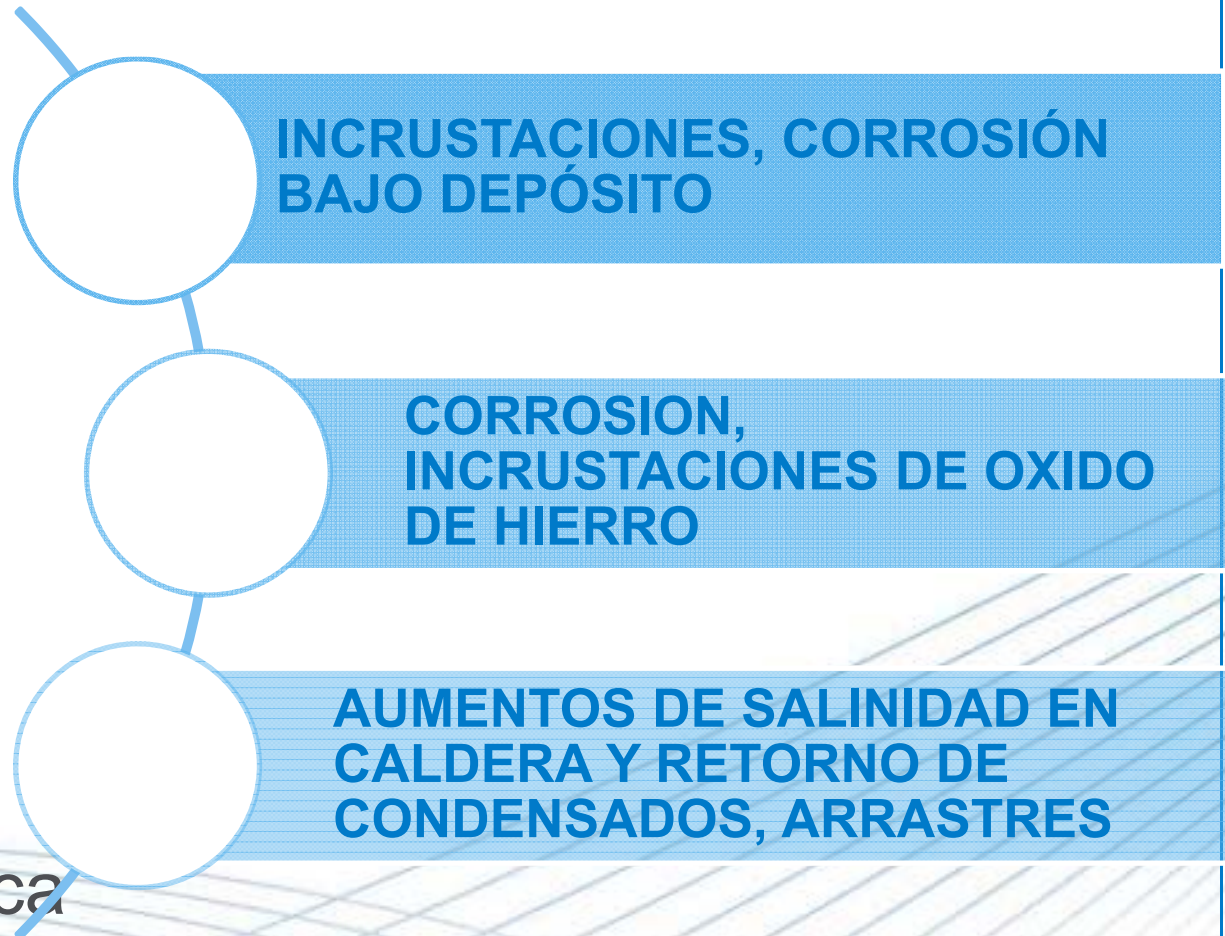 INCRUSTACIONES, CORROSIÓN
BAJO DEPÓSITO
CORROSION,
INCRUSTACIONES DE OXIDO
DE HIERRO
AUMENTOS DE SALINIDAD EN
CALDERA Y RETORNO DE
CONDENSADOS, ARRASTRES
ca